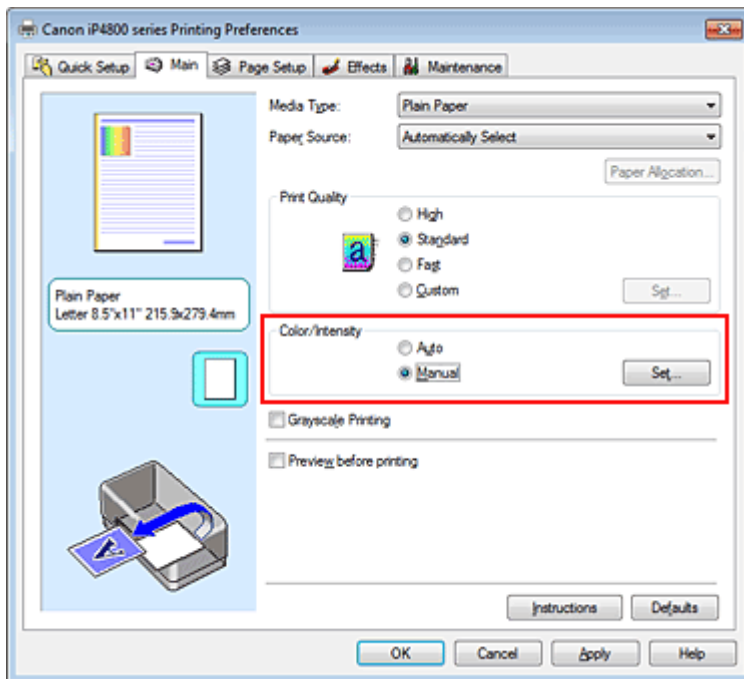 Canon iP4800 series Printing Preferences
Quick Setup Main Page Setup Effects Maintenance
Media Type: Plain Paper
Paper Source: Automatically Select
Paper Allocation...
Print Quality
High
Standard
Fast
Custom Set...
a
Plain Paper
Letter 8.5"x11" 215.9x279.4mm
Color/Intensity
Auto
Manual Set...
Grayscale Printing
Preview before printing
A
Instructions Defaults
OK Cancel Apply Help